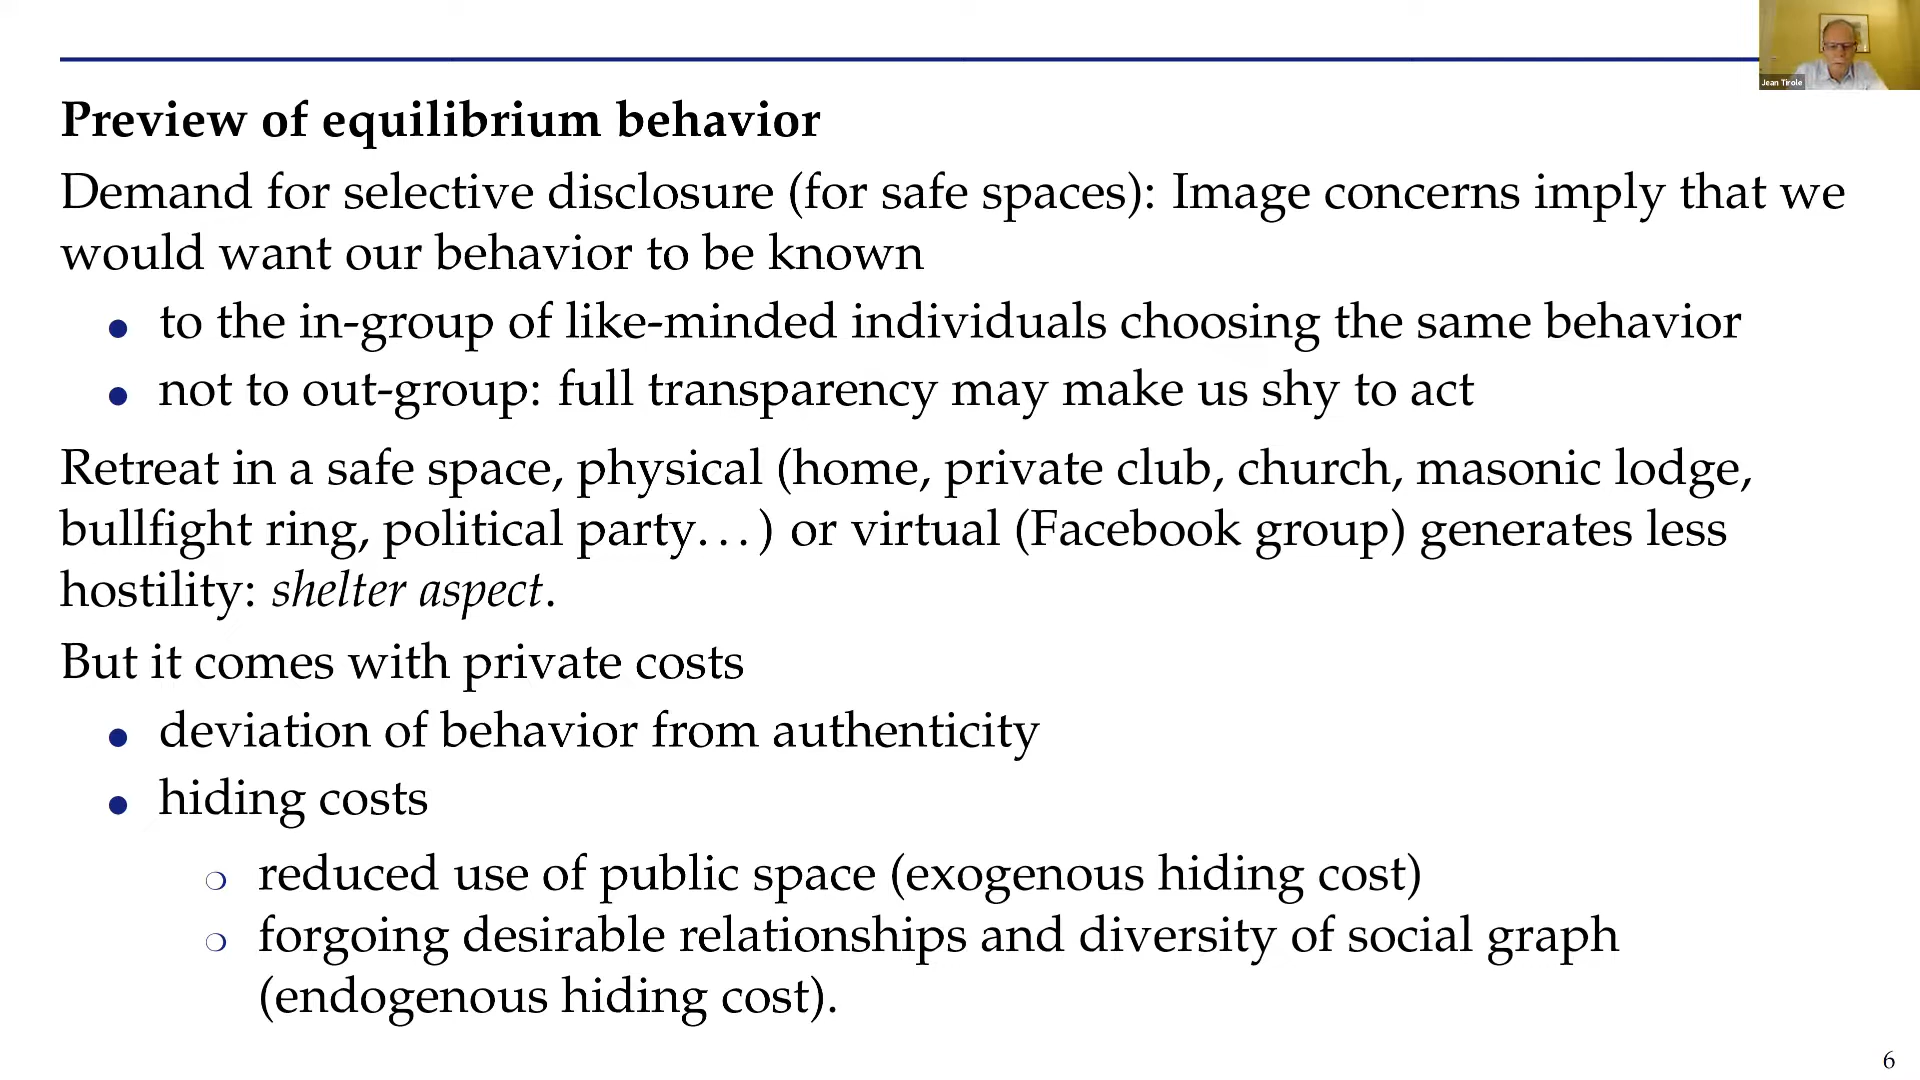 Jean Tirole
Preview of equilibrium behavior
Demand for selective disclosure (for safe spaces): Image concerns imply that we
would want our behavior to be known
• to the in-group of like-minded individuals choosing the same behavior
• not to out-group: full transparency may make us shy to act
Retreat in a safe space, physical (home, private club, church, masonic lodge,
bullfight ring, political party. . . ) or virtual (Facebook group) generates less
hostility: shelter aspect.
But it comes with private costs
• deviation of behavior from authenticity
• hiding costs
○ reduced use of public space (exogenous hiding cost)
○ forgoing desirable relationships and diversity of social graph
(endogenous hiding cost).
6